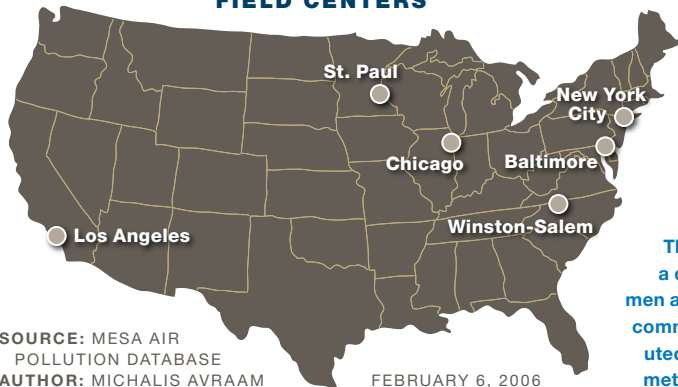 FIELD CENTERS
St. Paul
New York
City
Chicago
Baltimore
Winston-Salem
Los Angeles
SOURCE: MESA AIR
POLLUTION DATABASE
AUTHOR: MICHALIS AVRAAM
FEBRUARY 6, 2006
a
men